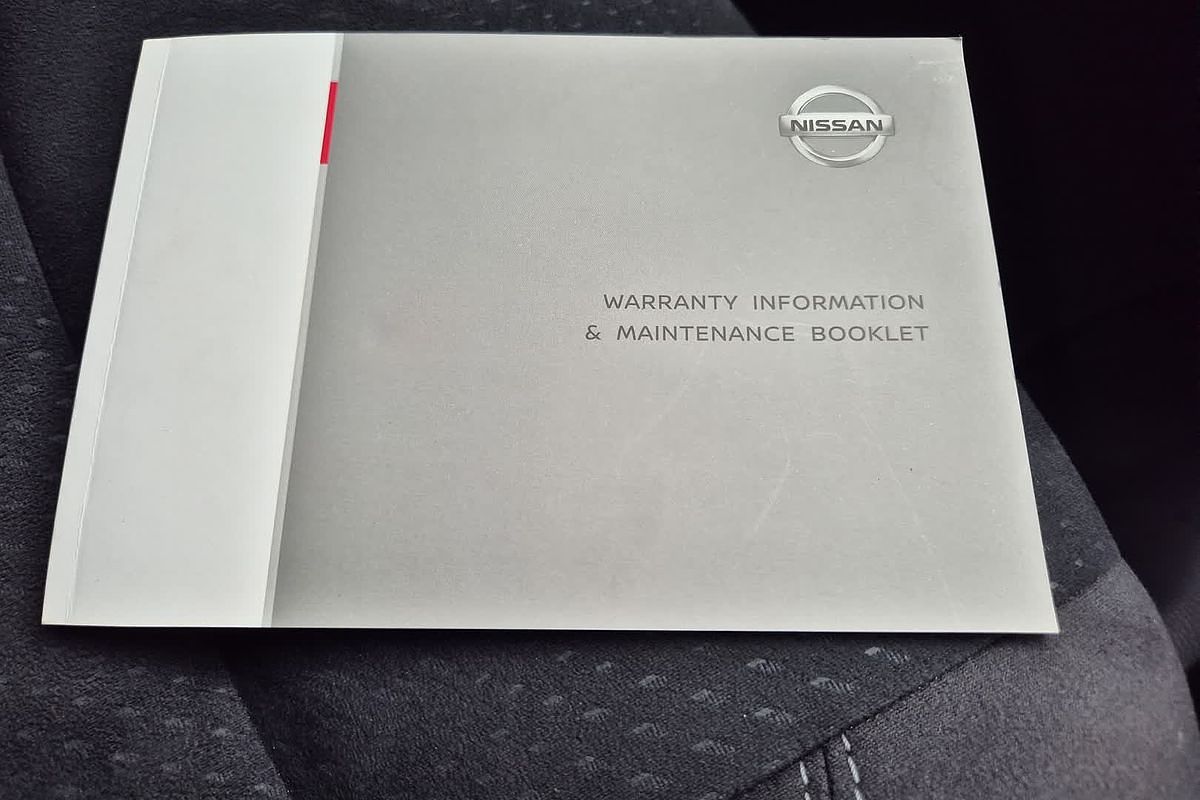 NISSAN
WARRANTY INFORMATION
& MAINTENANCE BOOKLET